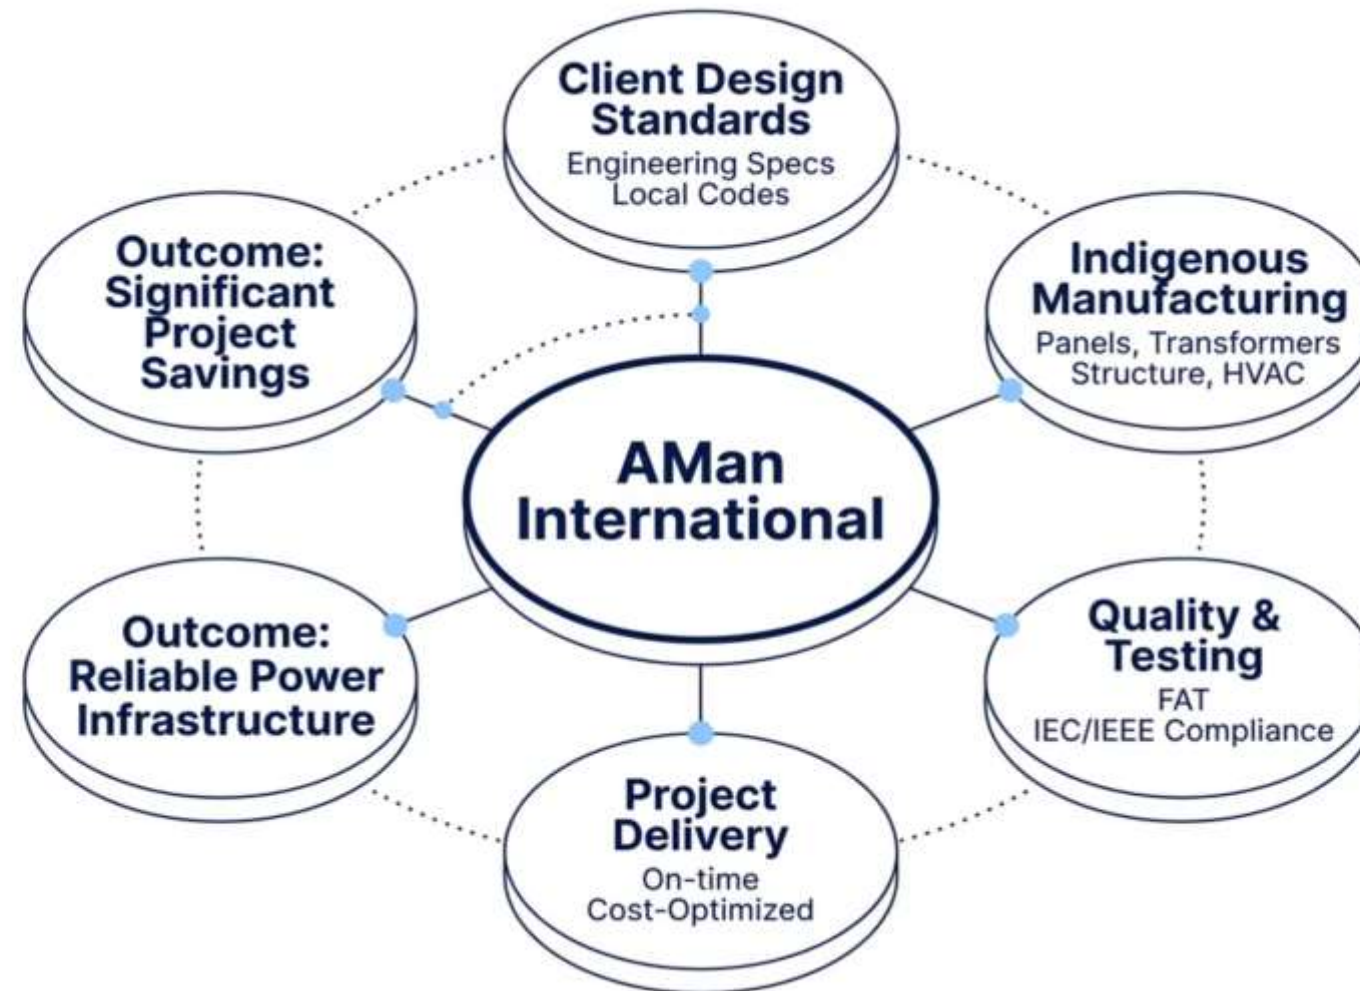 Client Design
Standards
Engineering Specs
Local Codes
Outcome:
Significant
Project
Savings
Indigenous
Manufacturing
Panels, Transformers
Structure, HVAC
AMan
International
Outcome:
Reliable Power
Infrastructure
Quality &
Testing
FAT
IEC/IEEE Compliance
Project
Delivery
On-time
Cost-Optimized